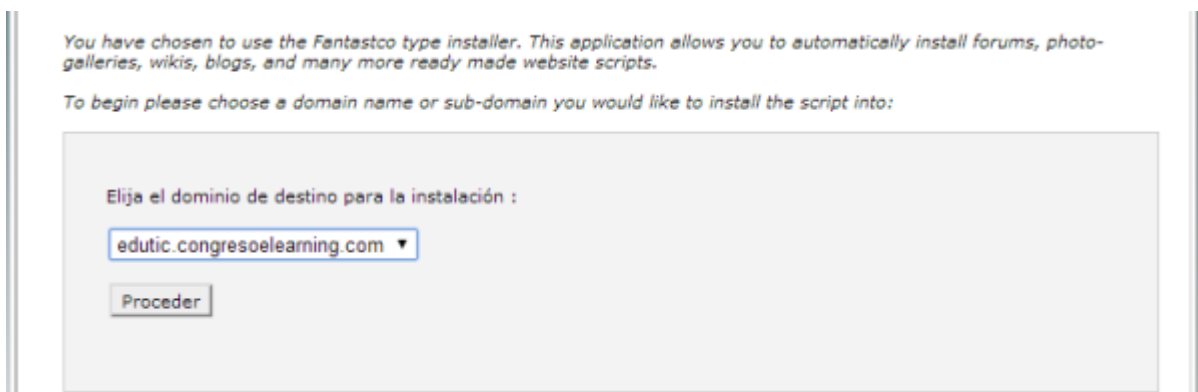 You have chosen to use the Fantastco type installer. This application allows you to automatically install forums, photo-
galleries, wikis, blogs, and many more ready made website scripts.
To begin please choose a domain name or sub-domain you would like to install the script into:
Elija el dominio de destino para la instalación :
edutic.congresoelearning.com
Proceder